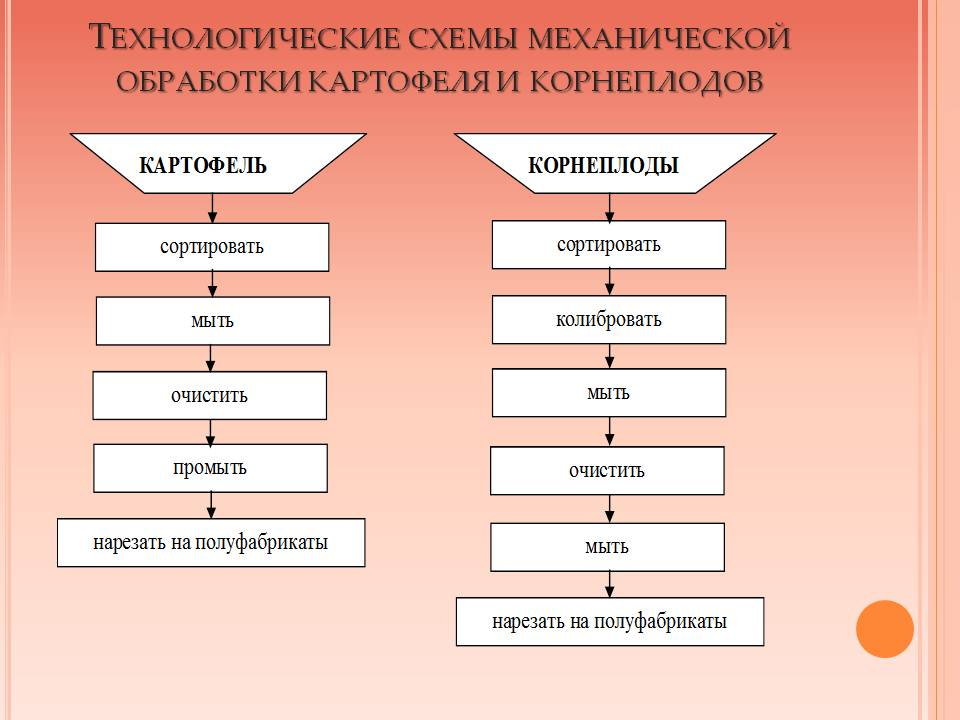 Технологические схемы механической
обработки картофеля и корнеплодов
КАРТОФЕЛЬ
сортировать
мыть
очистить
промыть
нарезать на полуфабрикаты
КОРНЕПЛОДЫ
сортировать
колибровать
мыть
очистить
мыть
нарезать на полуфабрикаты